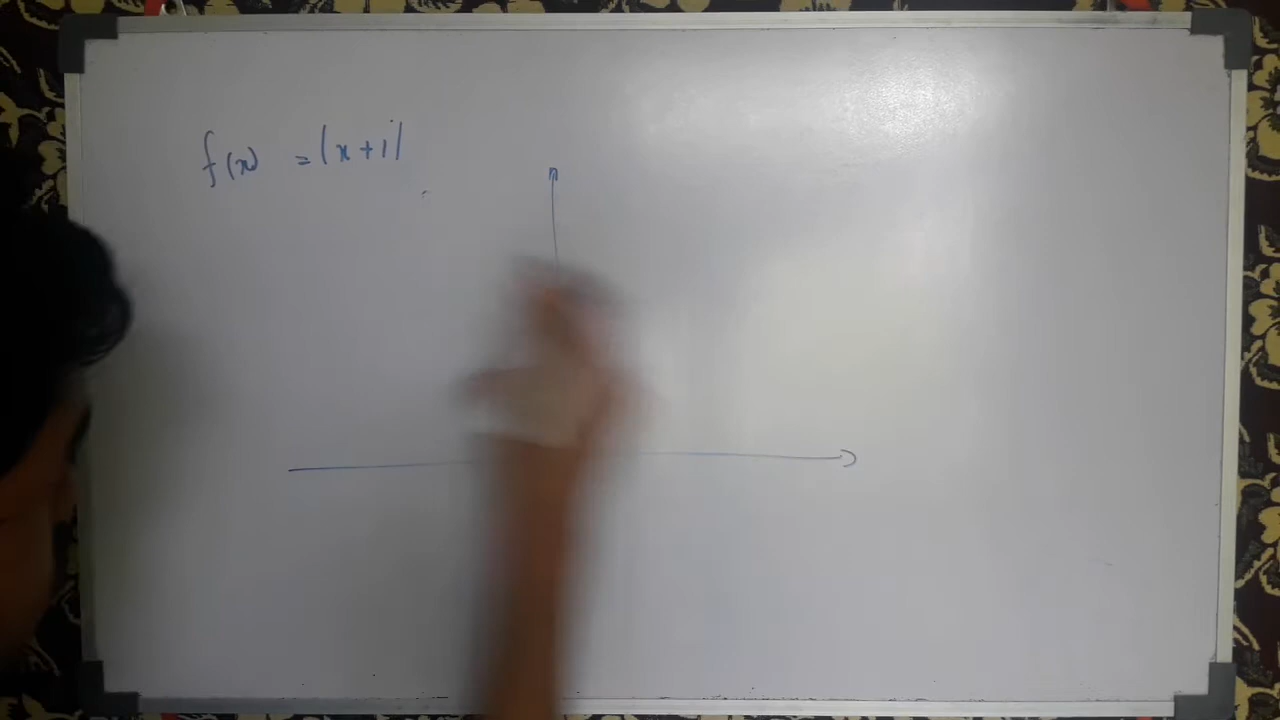 f(x) = |x+1|